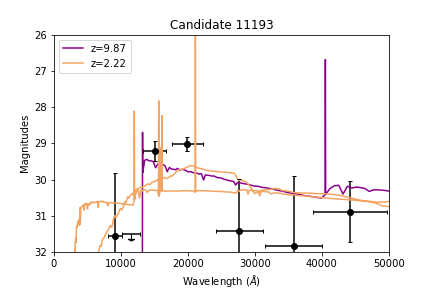 Candidate 11193
z=9.87
z=2.22
Magnitudes
26
27
28
29
30
31
32
0 10000 20000 30000 40000 50000
Wavelength (Å)